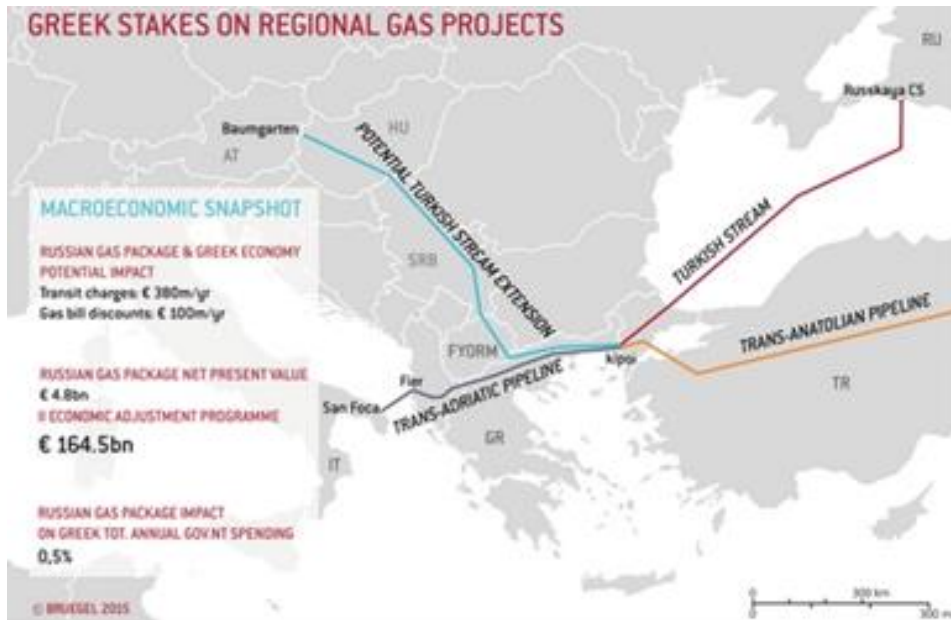 GREEK STAKES ON REGIONAL GAS PROJECTS
RU
Russkaya CS
Baumgarten
HU
AT
POTENTIAL TURKISH STREAM EXTENSION
TURKISH STREAM
MACROECONOMIC SNAPSHOT
RUSSIAN GAS PACKAGE & GREEK ECONOMY
POTENTIAL IMPACT
Transit charges: € 380m/yr
Gas bill discounts: € 100m/yr
SRB
FYORM
kipoi
TRANS-ANATOLIAN PIPELINE
TR
RUSSIAN GAS PACKAGE NET PRESENT VALUE
€ 4.8bn
II ECONOMIC ADJUSTMENT PROGRAMME
€ 164.5bn
Fier
San Foca
TRANS-ADRIATIC PIPELINE
GR
IT
RUSSIAN GAS PACKAGE IMPACT
ON GREEK TOT. ANNUAL GOV.NT SPENDING
0,5%
© BRUEGEL 2015
0 300 km
0 300 m